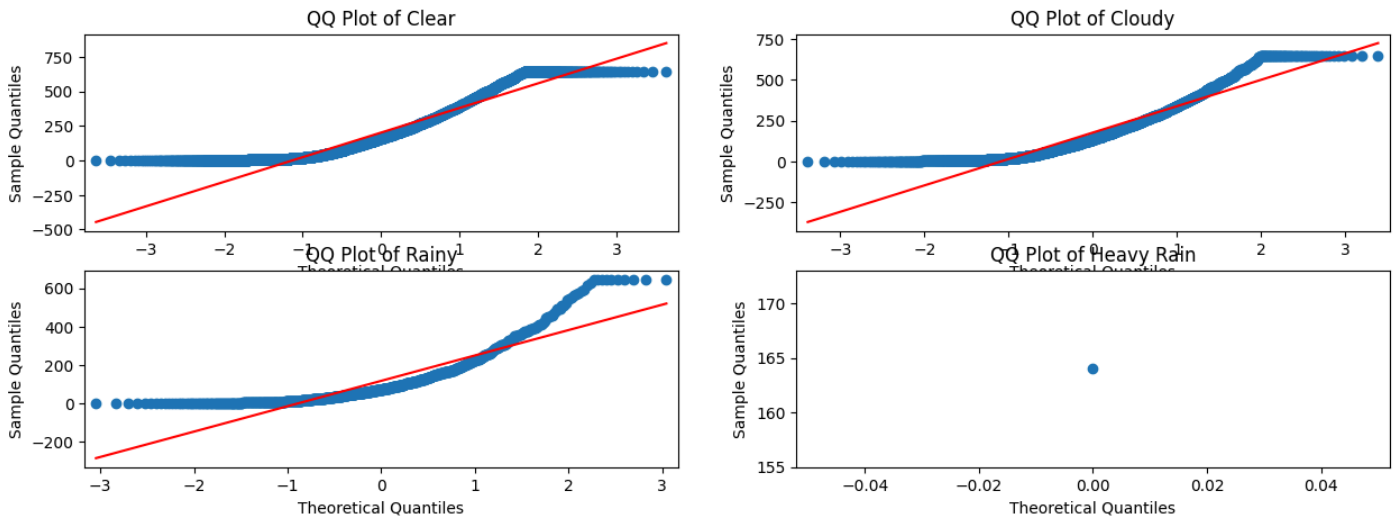 QQ Plot of Clear
Sample Quantiles
750
500
250
0
−250
−500
−3 −2 −1 0 1 2 3
Theoretical Quantiles
QQ Plot of Cloudy
Sample Quantiles
750
500
250
0
−250
−3 −2 −1 0 1 2 3
Theoretical Quantiles
QQ Plot of Rainy
Sample Quantiles
600
400
200
0
−200
−3 −2 −1 0 1 2 3
Theoretical Quantiles
QQ Plot of Heavy Rain
Sample Quantiles
170
165
160
155
−0.04 −0.02 0.00 0.02 0.04
Theoretical Quantiles